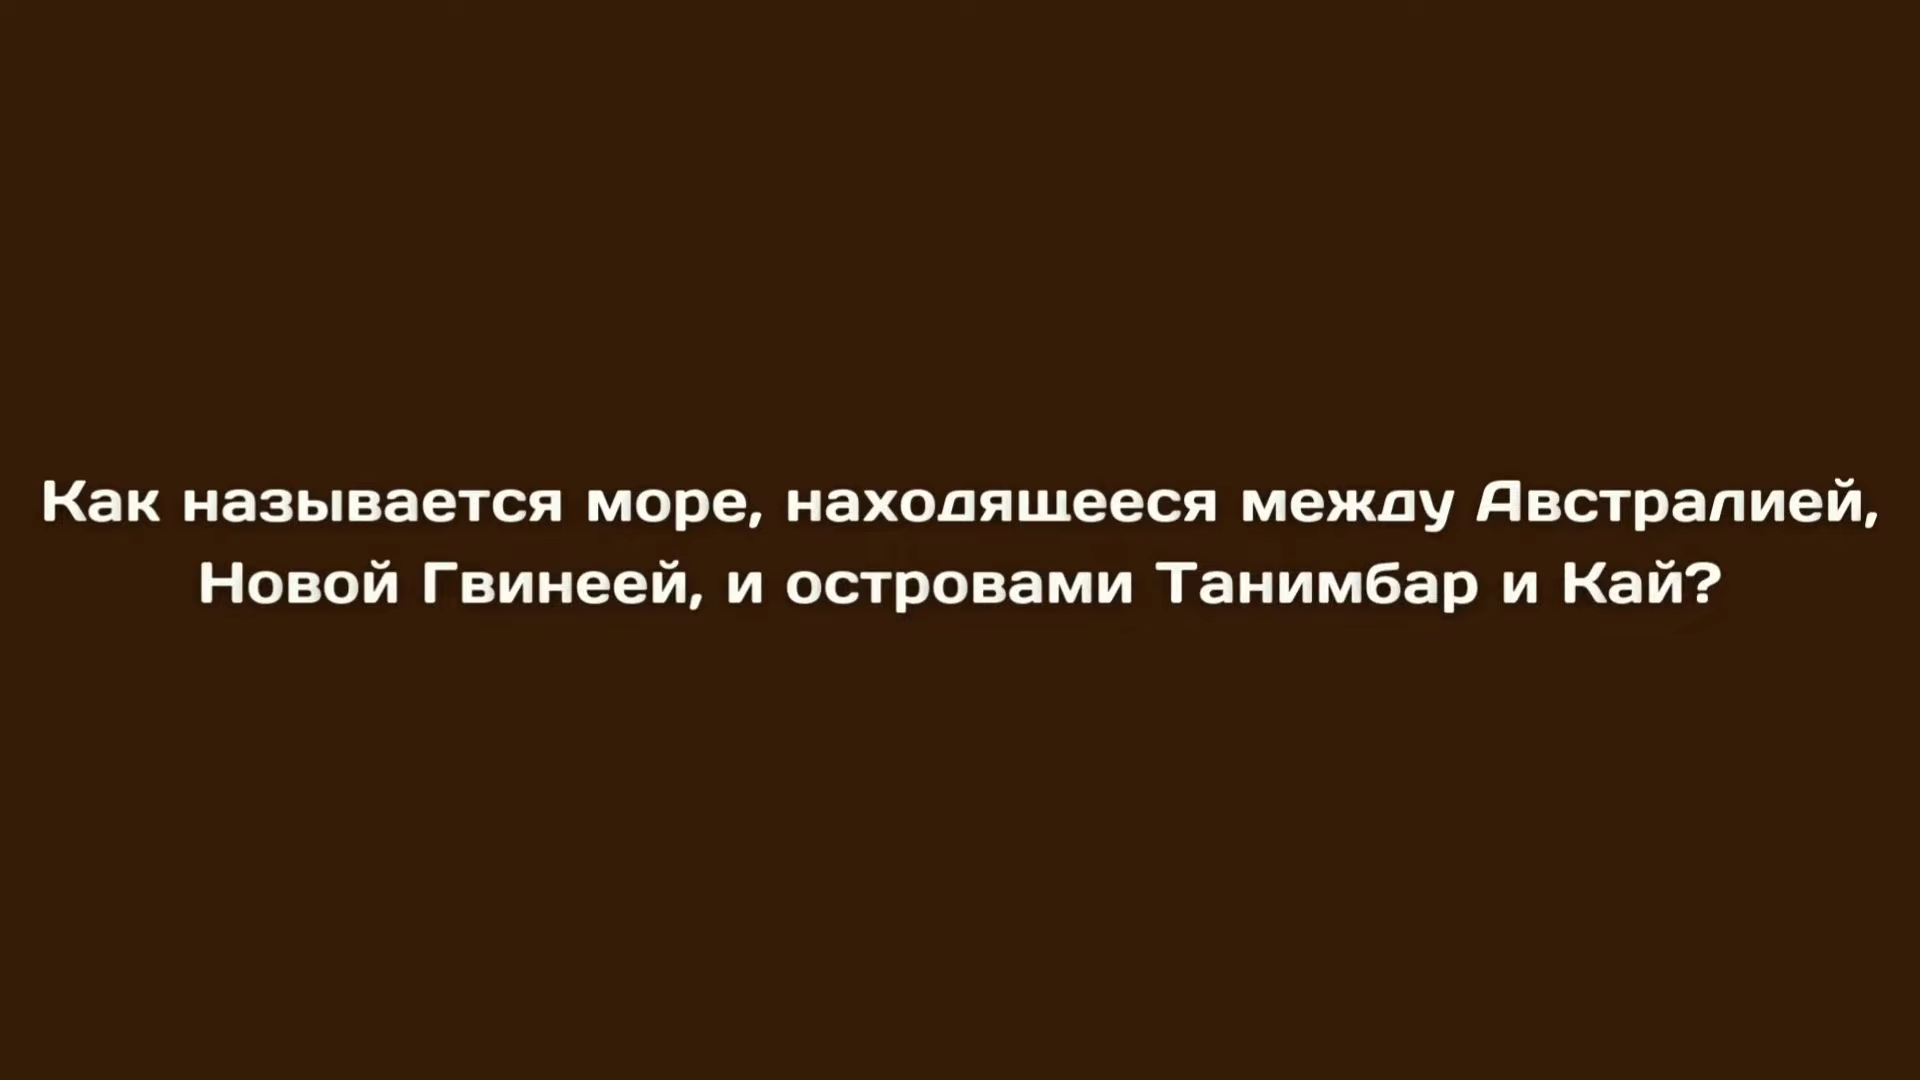 Как называется море, находящееся между Австралией,
Новой Гвинеей, и островами Танимбар и Кай?